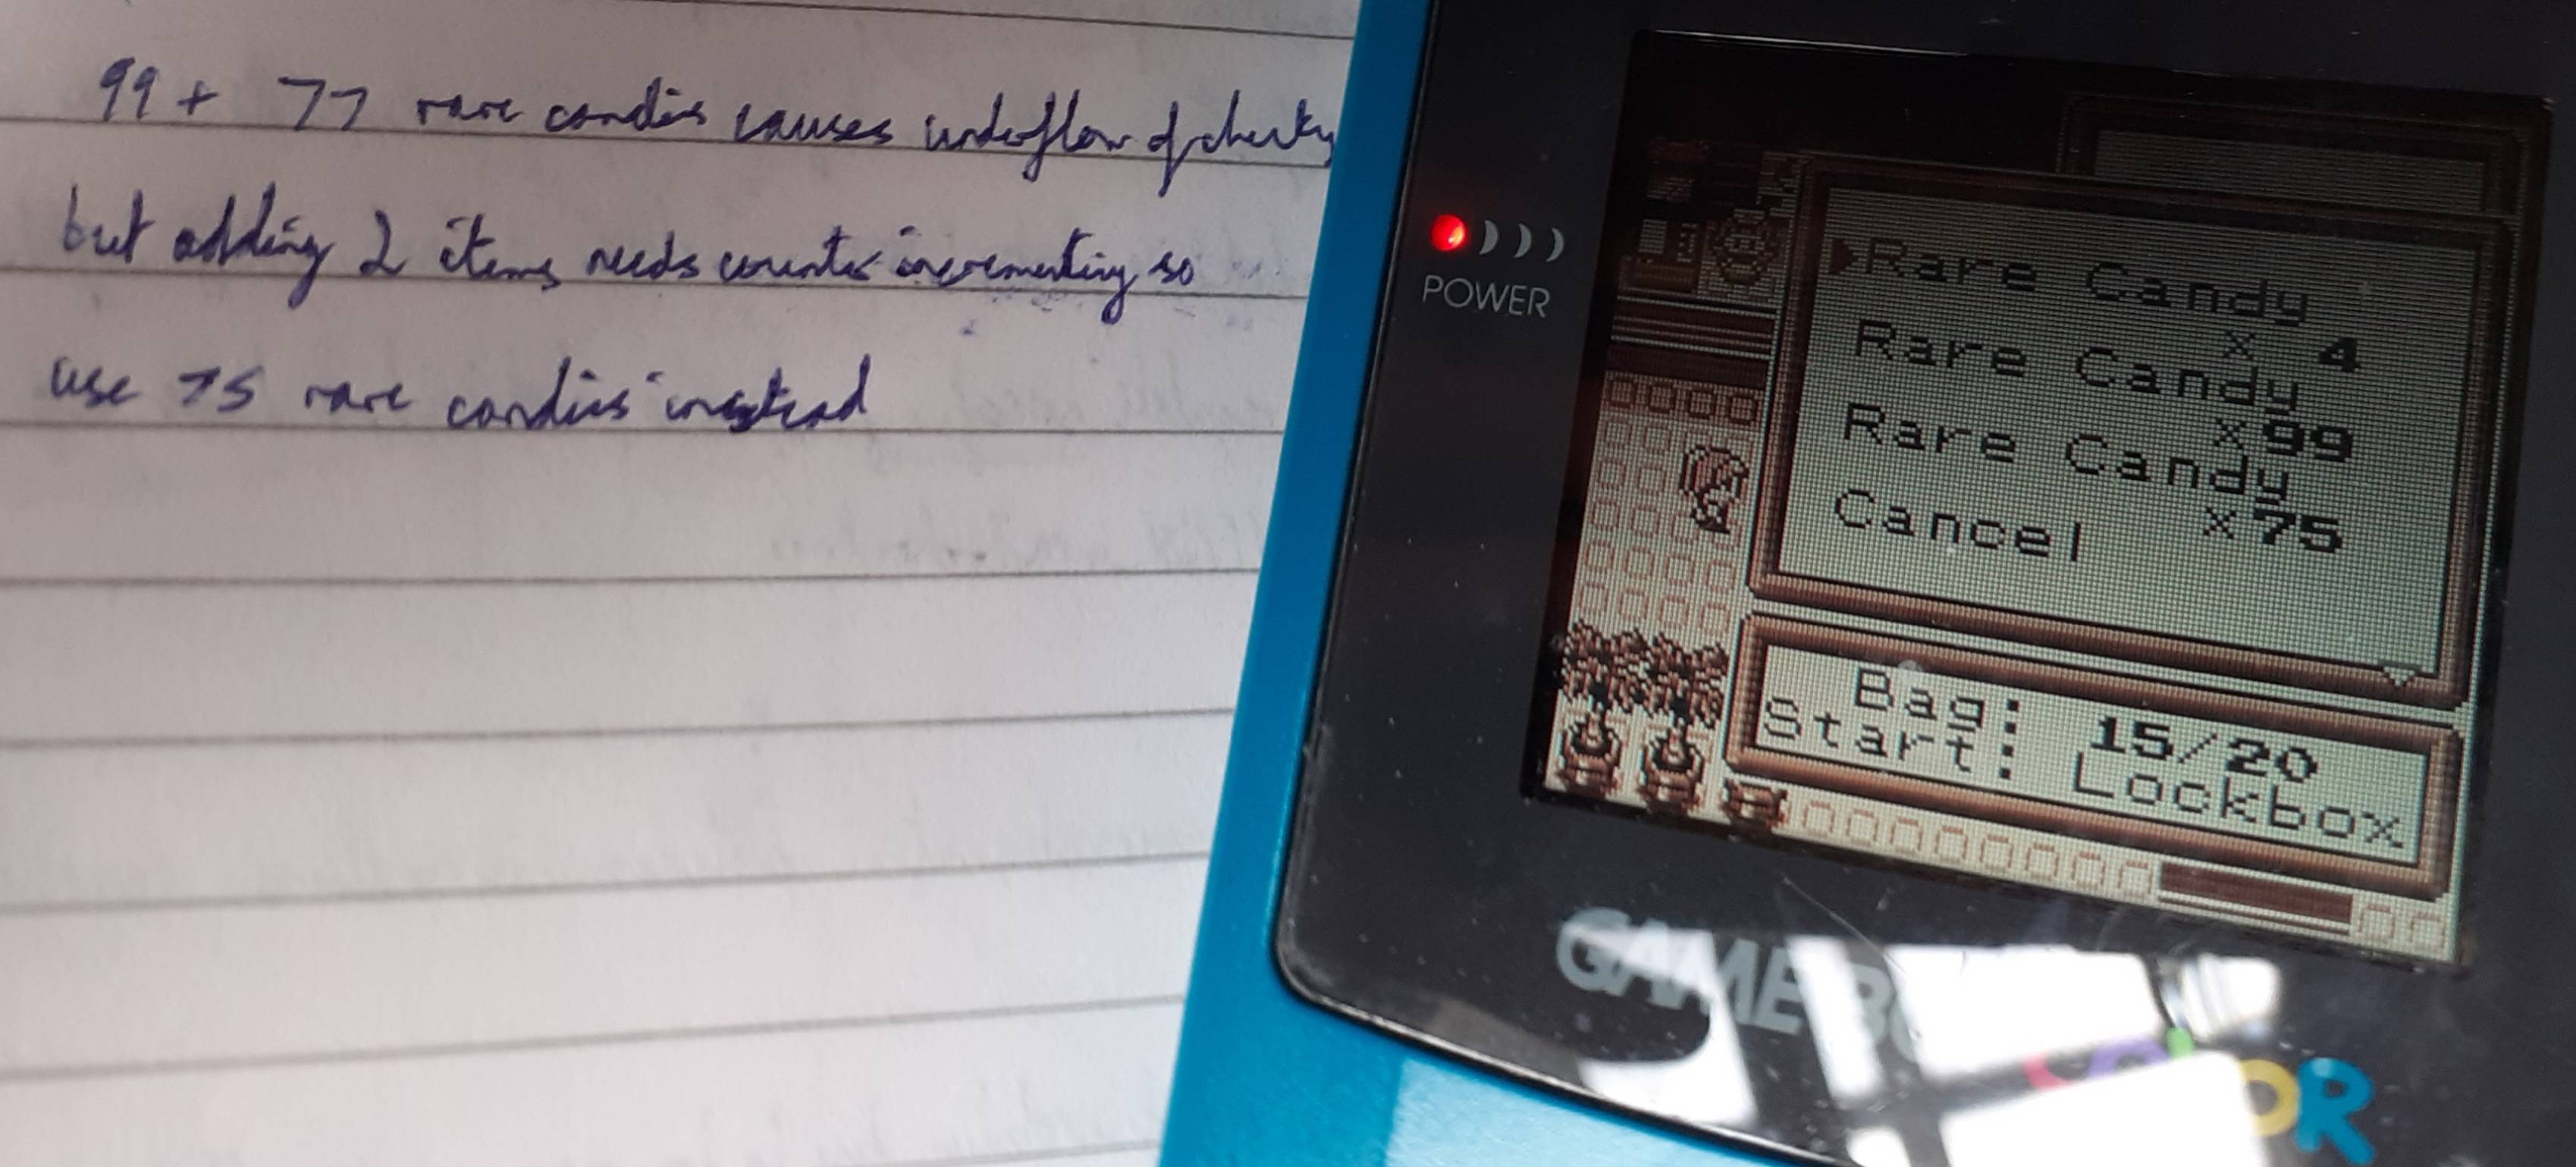 99 + 77 rare candies causes underflow of
but adding 2 items needs counter incrementing so
use 75 rare candies instead
POWER
Rare Candy
× 4
Rare Candy
×99
Rare Candy
×75
Cancel
Bag: 15/20
Start: Lockbox
GAME BO
COLOR